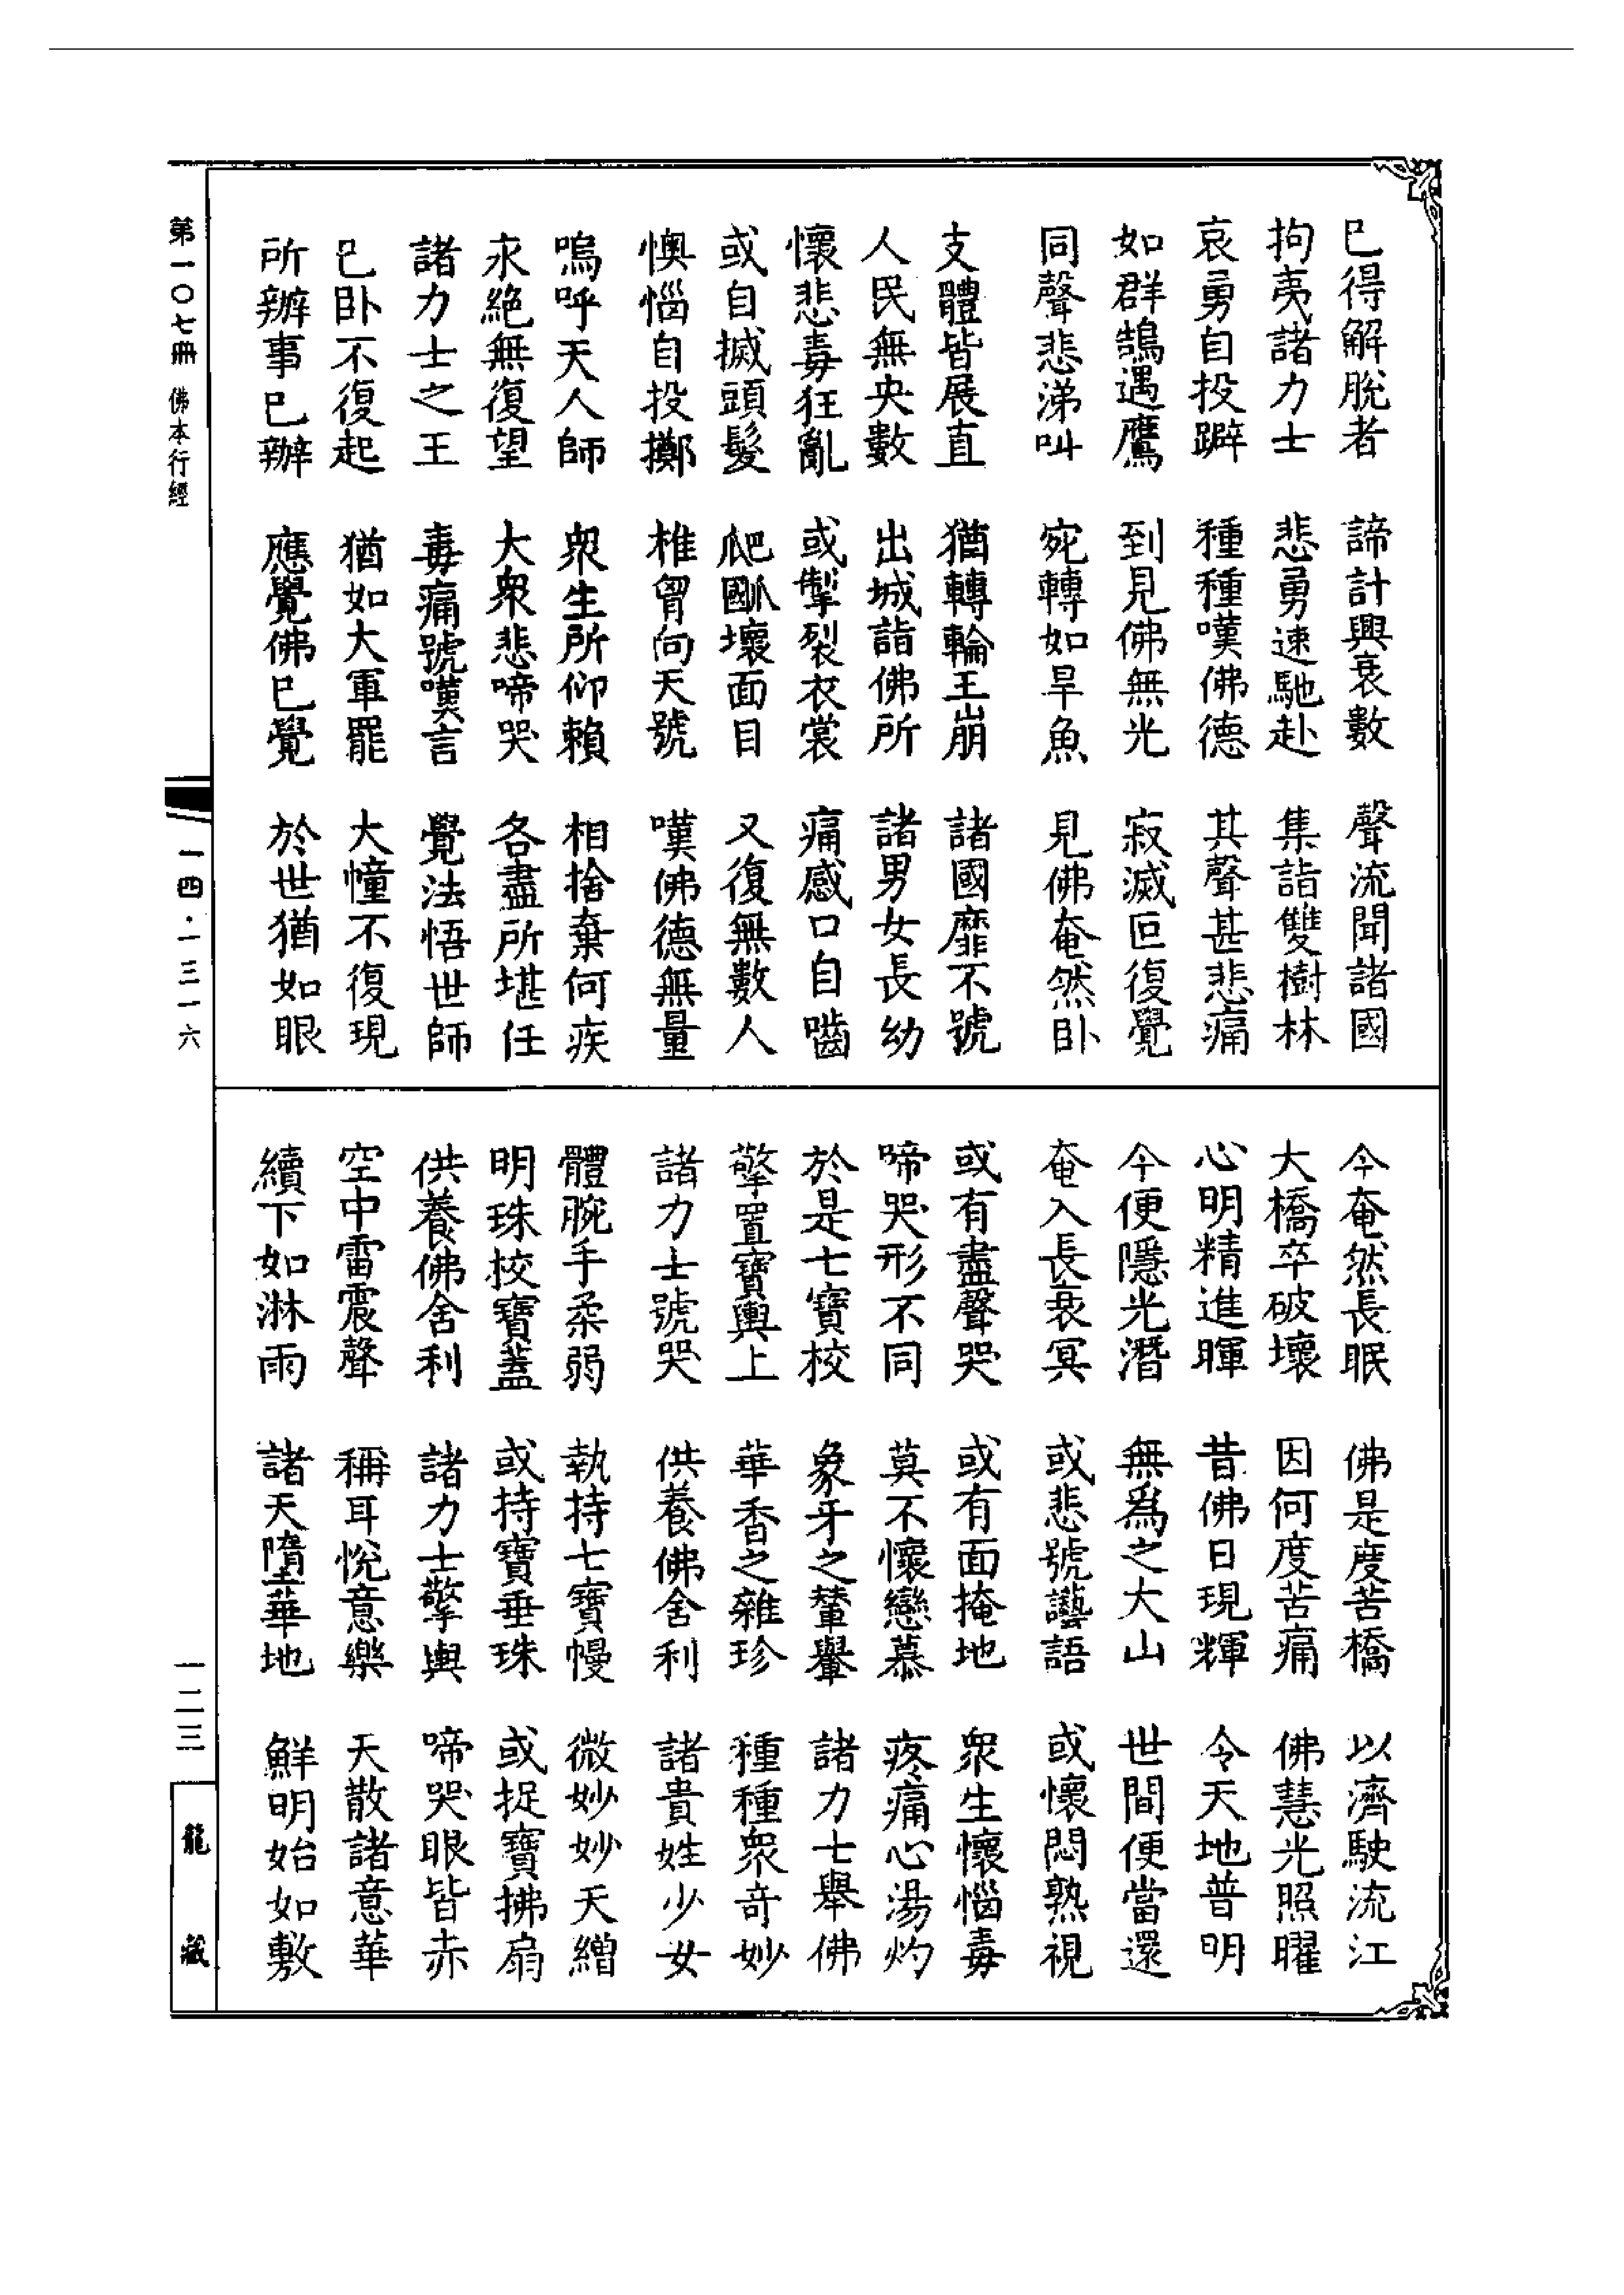 已得解脫者　諦計興衰數　聲流聞諸國
拘夷諸力士　悲勇速馳赴　集詣雙樹林
哀勇自投躃　種種嘆佛德　其聲甚悲痛
如群鵠遇鷹　到見佛無光　寂滅叵復覺
同聲悲涕叫　宛轉如旱魚　見佛奄然臥
支體皆展直　猶轉輪王崩　諸國靡不號
人民無央數　出城詣佛所　諸男女長幼
懷悲毒狂亂　或掣裂衣裳　痛感口自嚙
或自搣頭髮　爬㕟壞面目　又復無數人
懊惱自投擲　椎胷向天號　嘆佛德無量
嗚呼天人師　眾生所仰賴　相捨棄何疾
永絕無復望　大眾悲啼哭　各盡所堪任
諸力士之王　毒痛號嘆言　覺法悟世師
已臥不復起　猶如大軍罷　大幢不復現
所辦事已辦　應覺佛已覺　於世猶如眼
今奄然長眠　佛是度苦橋　以濟駛流江
大橋卒破壞　因何度苦痛　佛慧光照曜
心明精進暉　昔佛日現輝　令天地普明
今便隱光潛　無為之大山　世間便當還
奄入長衰冥　或悲號讇語　或懷悶熟視
或有盡聲哭　或有面掩地　眾生懷惱毒
啼哭形不同　莫不懷戀慕　疼痛心湯灼
於是七寶校　象牙之輦轝　諸力士舉佛
擎置寶輿上　華香之雜珍　種種眾奇妙
諸力士號哭　供養佛舍利　諸貴姓少女
體腕手柔弱　執持七寶幔　微妙妙天繒
明珠挍寶蓋　或持寶垂珠　或捉寶拂扇
供養佛舍利　諸力士擎輿　啼哭眼皆赤
空中雷震聲　稱耳悅意樂　天散諸意華
續下如淋雨　諸天墮華地　鮮明始如敷
第一〇七冊　佛本行經
一四·一三一六
一二三
龍藏